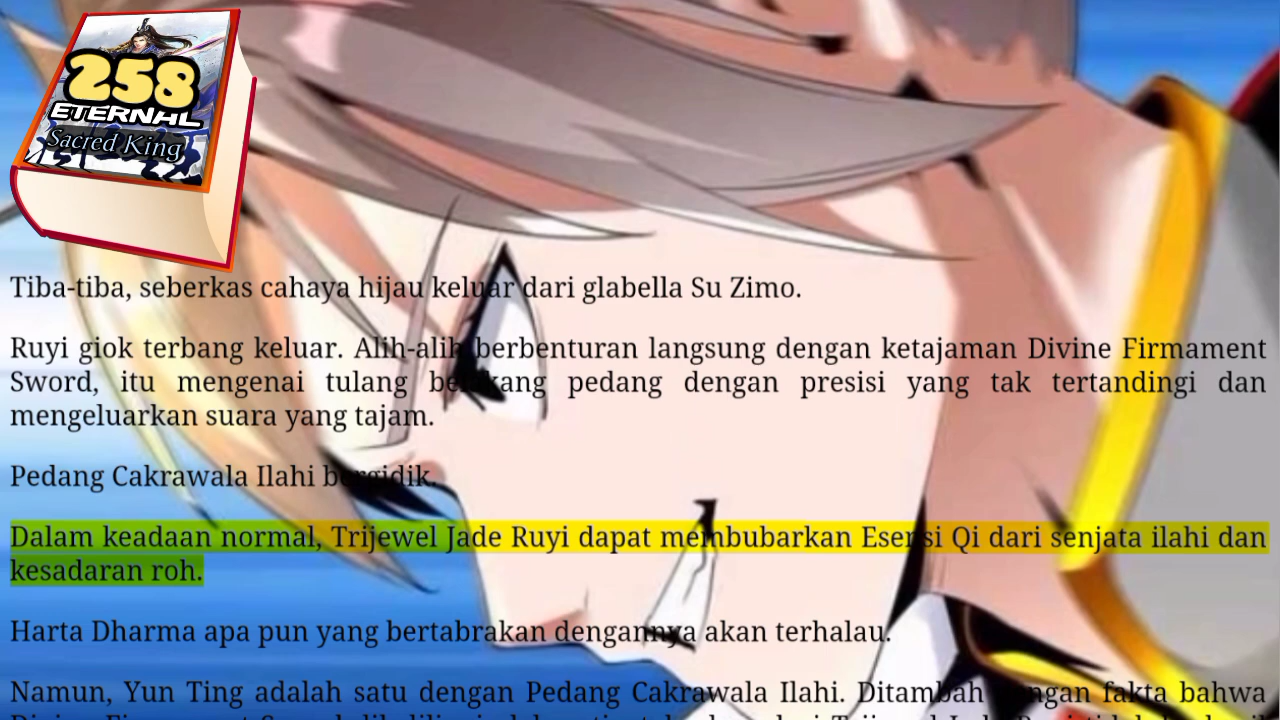 258
ETERNAL
Sacred King
Tiba-tiba, seberkas cahaya hijau keluar dari glabella Su Zimo.
Ruyi giok terbang keluar. Alih-alih berbenturan langsung dengan ketajaman Divine Firmament
Sword, itu mengenai tulang belakang pedang dengan presisi yang tak tertandingi dan
mengeluarkan suara yang tajam.
Pedang Cakrawala Ilahi bergidik.
Dalam keadaan normal, Trijewel Jade Ruyi dapat membubarkan Esensi Qi dari senjata ilahi dan
kesadaran roh.
Harta Dharma apa pun yang bertabrakan dengannya akan terhalau.
Namun, Yun Ting adalah satu dengan Pedang Cakrawala Ilahi. Ditambah dengan fakta bahwa